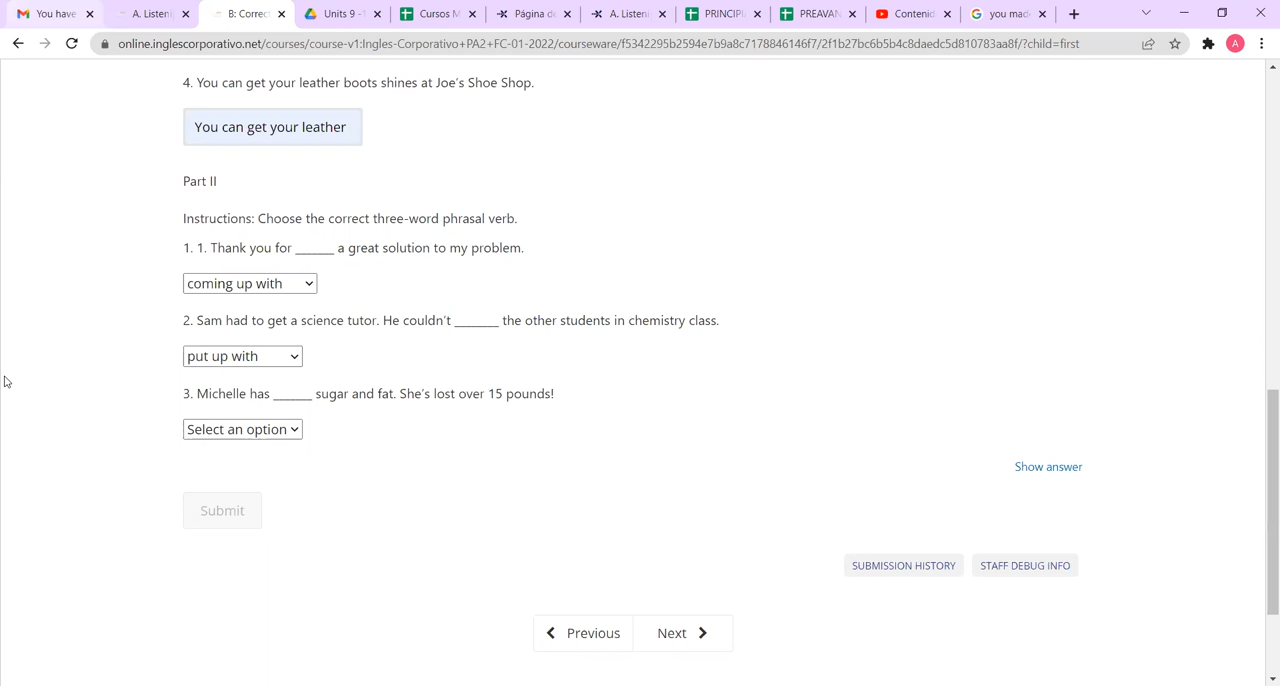 You have
A. Listeni
B: Correct
Units 9 -
Cursos M
Página de
A. Listeni
PRINCIPI
PREAVAN
Contenid
you mad
online.inglescorporativo.net/courses/course-v1:Ingles-Corporativo+PA2+FC-01-2022/courseware/f5342295b2594e7b9a8c7178846146f7/2f1b27bc6b5b4c8daedc5d810783aa8f/?child=first
A
4. You can get your leather boots shines at Joe's Shoe Shop.
You can get your leather
Part II
Instructions: Choose the correct three-word phrasal verb.
1. 1. Thank you for ______ a great solution to my problem.
coming up with
2. Sam had to get a science tutor. He couldn't _______ the other students in chemistry class.
put up with
3. Michelle has ______ sugar and fat. She's lost over 15 pounds!
Select an option
Show answer
Submit
SUBMISSION HISTORY
STAFF DEBUG INFO
Previous
Next